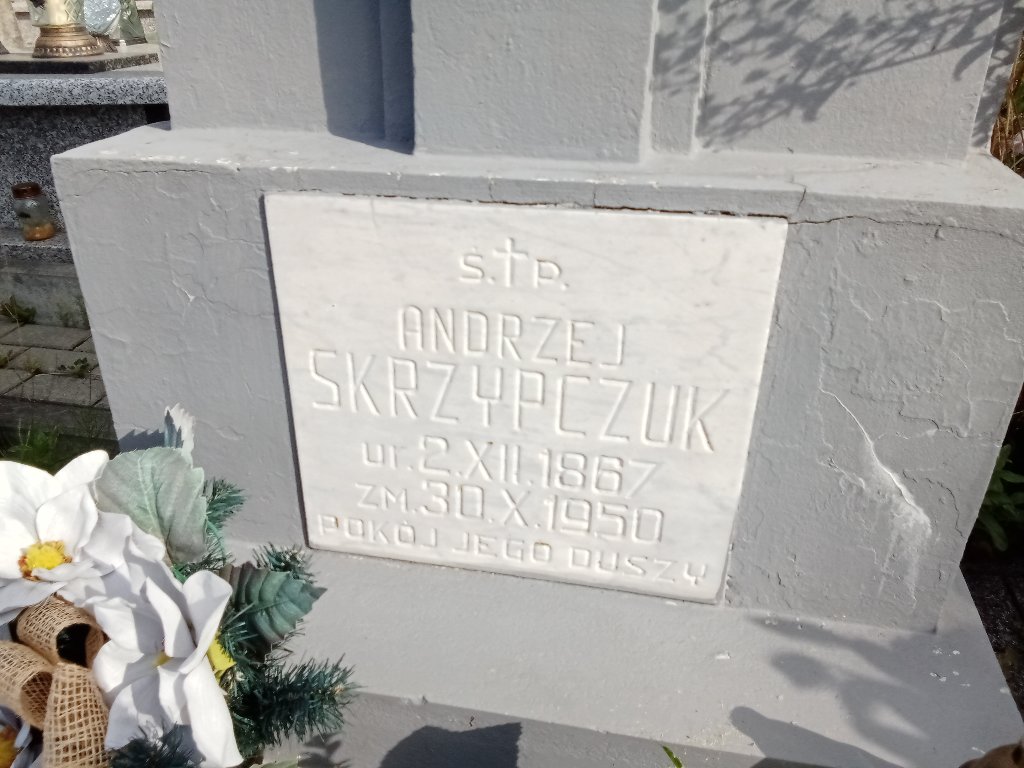 Ś.†P.
ANDRZEJ
SKRZYPCZUK
ur. 2.XII.1867
ZM. 30.X.1950
POKÓJ JEGO DUSZY